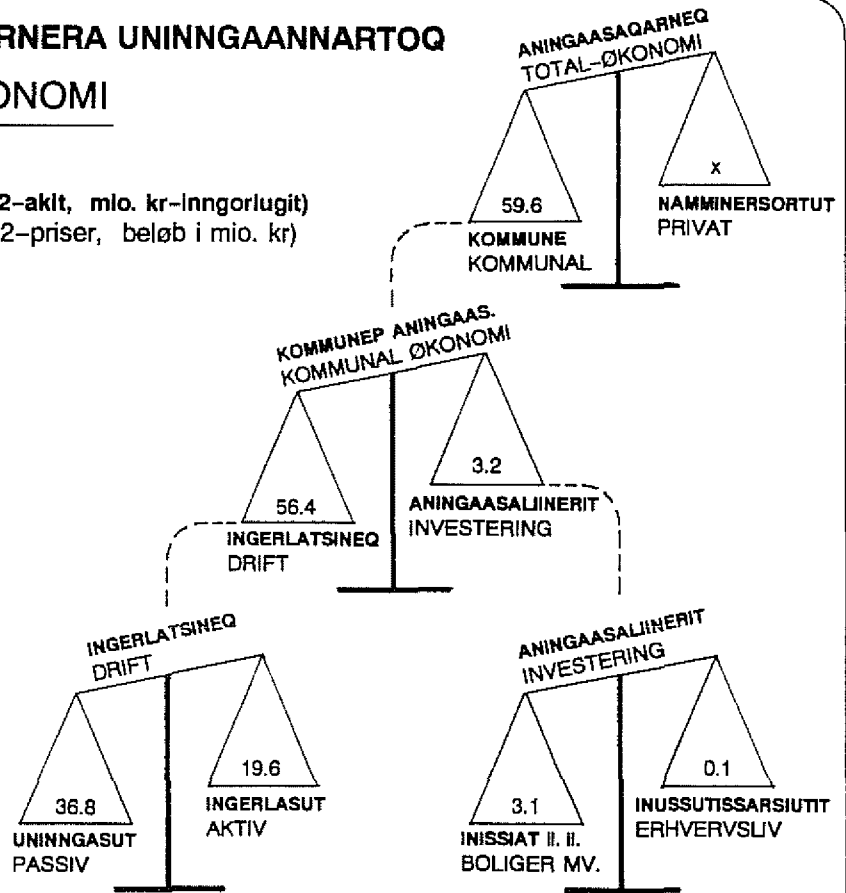 RNERA UNINNGAANNARTOQ
ONOMI
2-akit, mio. kr-inngorlugit)
2-priser, beløb i mio. kr)
ANINGAASAQARNEQ
TOTAL-ØKONOMI
59.6
x
KOMMUNE
KOMMUNAL
NAMMINERSORTUT
PRIVAT
KOMMUNEP ANINGAAS.
KOMMUNAL ØKONOMI
56.4
3.2
INGERLATSINEQ
DRIFT
ANINGAASALIINERIT
INVESTERING
INGERLATSINEQ
DRIFT
36.8
19.6
UNINNGASUT
PASSIV
INGERLASUT
AKTIV
ANINGAASALIINERIT
INVESTERING
3.1
0.1
INISSIAT il. il.
BOLIGER MV.
INUSSUTISSARSIUTIT
ERHVERVSLIV